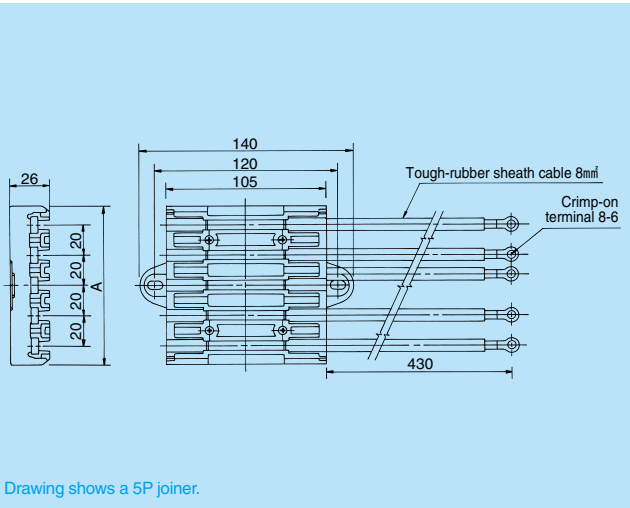 140
120
105
26
Tough-rubber sheath cable 8㎟
Crimp-on
terminal 8-6
20
20
20
20
A
430
Drawing shows a 5P joiner.